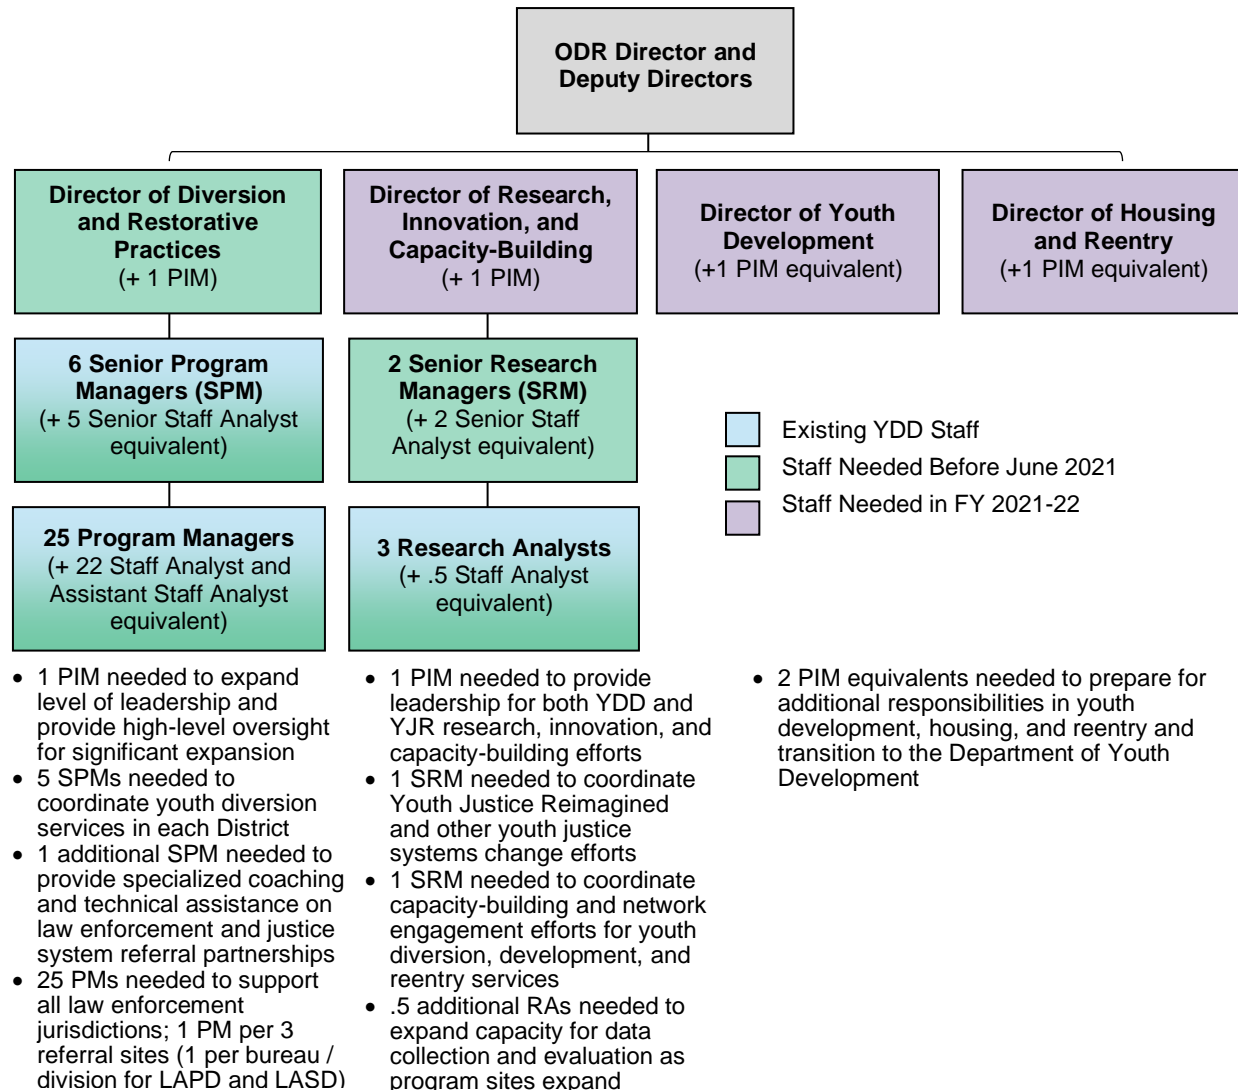 ODR Director and
Deputy Directors
Director of Diversion
and Restorative
Practices
(+ 1 PIM)
Director of Research,
Innovation, and
Capacity-Building
(+ 1 PIM)
Director of Youth
Development
(+1 PIM equivalent)
Director of Housing
and Reentry
(+1 PIM equivalent)
6 Senior Program
Managers (SPM)
(+ 5 Senior Staff Analyst
equivalent)
2 Senior Research
Managers (SRM)
(+ 2 Senior Staff
Analyst equivalent)
25 Program Managers
(+ 22 Staff Analyst and
Assistant Staff Analyst
equivalent)
3 Research Analysts
(+ .5 Staff Analyst
equivalent)
Existing YDD Staff
Staff Needed Before June 2021
Staff Needed in FY 2021-22
• 1 PIM needed to expand
level of leadership and
provide high-level oversight
for significant expansion
• 5 SPMs needed to
coordinate youth diversion
services in each District
• 1 additional SPM needed to
provide specialized coaching
and technical assistance on
law enforcement and justice
system referral partnerships
• 25 PMs needed to support
all law enforcement
jurisdictions; 1 PM per 3
referral sites (1 per bureau /
division for LAPD and LASD)
• 1 PIM needed to provide
leadership for both YDD and
YJR research, innovation, and
capacity-building efforts
• 1 SRM needed to coordinate
Youth Justice Reimagined
and other youth justice
systems change efforts
• 1 SRM needed to coordinate
capacity-building and network
engagement efforts for youth
diversion, development, and
reentry services
• .5 additional RAs needed to
expand capacity for data
collection and evaluation as
program sites expand
• 2 PIM equivalents needed to prepare for
additional responsibilities in youth
development, housing, and reentry and
transition to the Department of Youth
Development